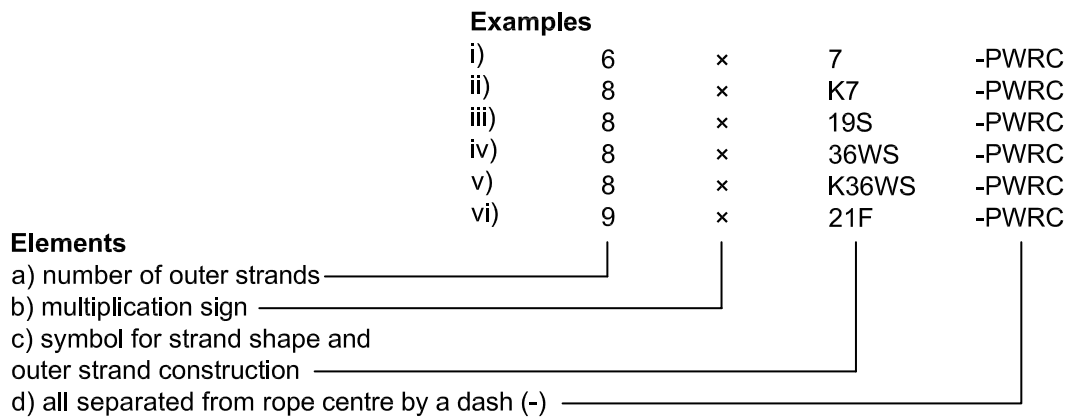 Examples
i) 6 × 7 -PWRC
ii) 8 × K7 -PWRC
iii) 8 × 19S -PWRC
iv) 8 × 36WS -PWRC
v) 8 × K36WS -PWRC
vi) 9 × 21F -PWRC
Elements
a) number of outer strands
b) multiplication sign
c) symbol for strand shape and
outer strand construction
d) all separated from rope centre by a dash (-)